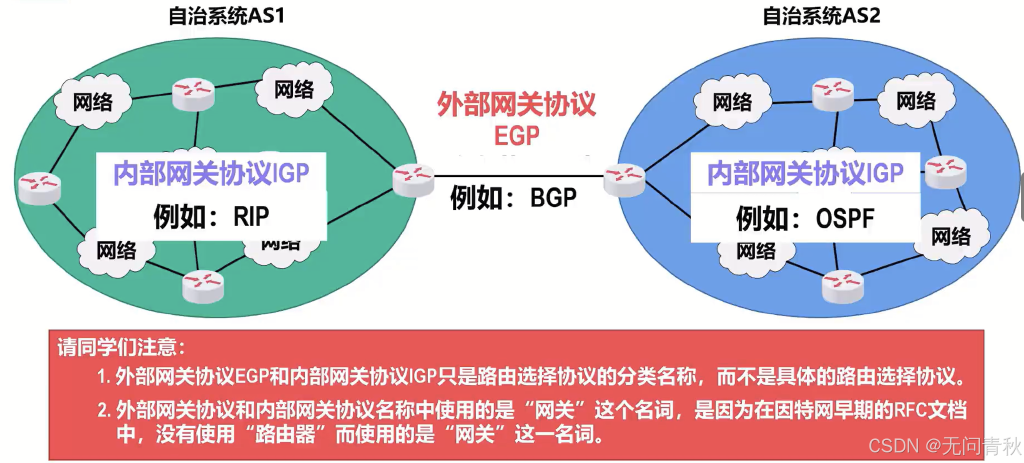 自治系统AS1
自治系统AS2
网络
网络
外部网关协议
EGP
网络
网络
内部网关协议IGP
例如：RIP
例如：BGP
内部网关协议IGP
例如：OSPF
网络
网络
网络
网络
请同学们注意：
1. 外部网关协议EGP和内部网关协议IGP只是路由选择协议的分类名称，而不是具体的路由选择协议。
2. 外部网关协议和内部网关协议名称中使用的是“网关”这个名词，是因为在因特网早期的RFC文档
中，没有使用“路由器”而使用的是“网关”这一名词。
CSDN @无问青秋